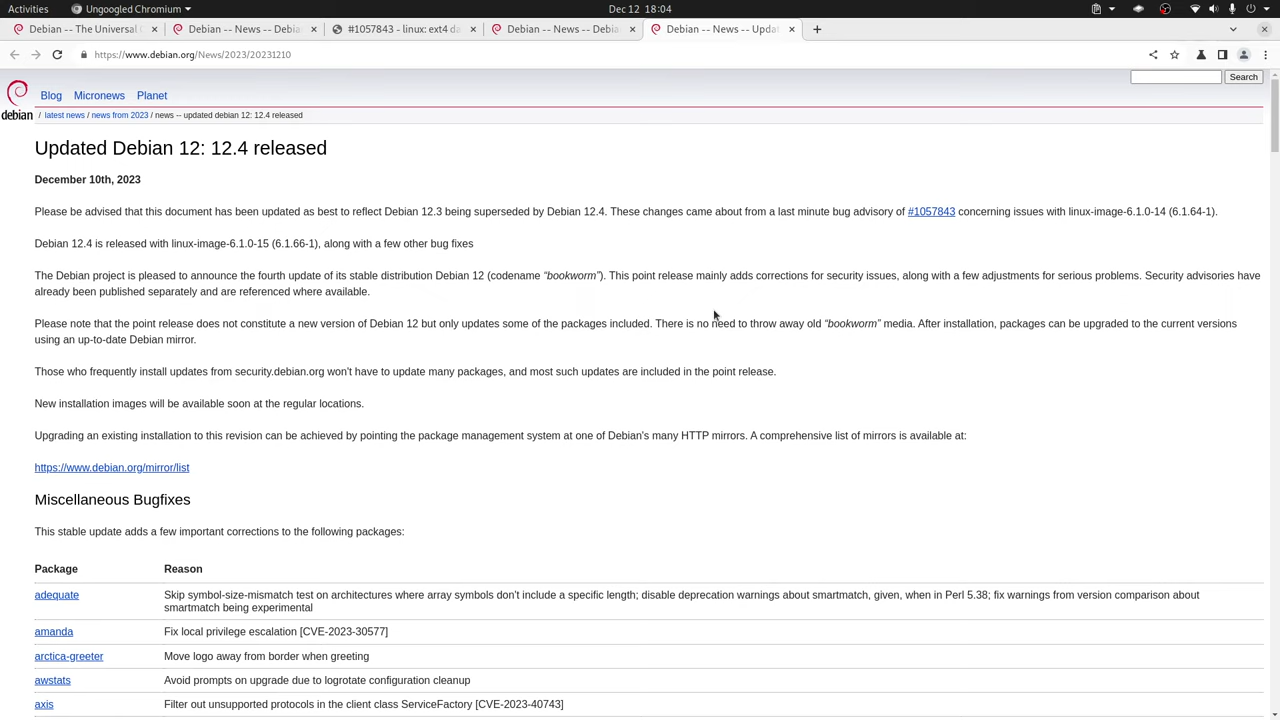 Activities
Ungoogled Chromium
Dec 12 18:04
Debian -- The Universal
Debian -- News -- Debia
#1057843 - linux: ext4 da
Debian -- News -- Debia
Debian -- News -- Updat
https://www.debian.org/News/2023/20231210
Search
debian
Blog Micronews Planet
/ latest news / news from 2023 / news -- updated debian 12: 12.4 released
Updated Debian 12: 12.4 released
December 10th, 2023
Please be advised that this document has been updated as best to reflect Debian 12.3 being superseded by Debian 12.4. These changes came about from a last minute bug advisory of #1057843 concerning issues with linux-image-6.1.0-14 (6.1.64-1).
Debian 12.4 is released with linux-image-6.1.0-15 (6.1.66-1), along with a few other bug fixes
The Debian project is pleased to announce the fourth update of its stable distribution Debian 12 (codename “bookworm”). This point release mainly adds corrections for security issues, along with a few adjustments for serious problems. Security advisories have
already been published separately and are referenced where available.
Please note that the point release does not constitute a new version of Debian 12 but only updates some of the packages included. There is no need to throw away old “bookworm” media. After installation, packages can be upgraded to the current versions
using an up-to-date Debian mirror.
Those who frequently install updates from security.debian.org won't have to update many packages, and most such updates are included in the point release.
New installation images will be available soon at the regular locations.
Upgrading an existing installation to this revision can be achieved by pointing the package management system at one of Debian's many HTTP mirrors. A comprehensive list of mirrors is available at:
https://www.debian.org/mirror/list
Miscellaneous Bugfixes
This stable update adds a few important corrections to the following packages:
Package Reason
adequate Skip symbol-size-mismatch test on architectures where array symbols don't include a specific length; disable deprecation warnings about smartmatch, given, when in Perl 5.38; fix warnings from version comparison about
smartmatch being experimental
amanda Fix local privilege escalation [CVE-2023-30577]
arctica-greeter Move logo away from border when greeting
awstats Avoid prompts on upgrade due to logrotate configuration cleanup
axis Filter out unsupported protocols in the client class ServiceFactory [CVE-2023-40743]